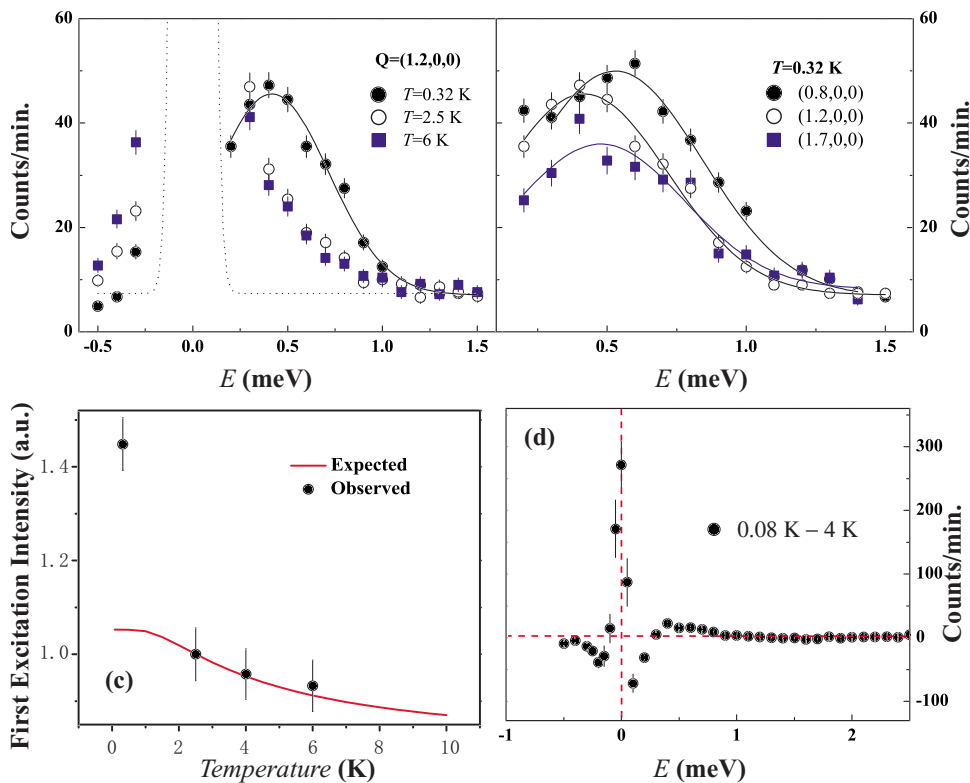 60
40
20
0
Counts/min.
-0.5
0.0
0.5
1.0
1.5
E (meV)
Q=(1.2,0,0)
T=0.32 K
T=2.5 K
T=6 K
60
40
20
0
Counts/min.
0.5
1.0
1.5
E (meV)
T=0.32 K
(0.8,0,0)
(1.2,0,0)
(1.7,0,0)
First Excitation Intensity (a.u.)
1.4
1.2
1.0
Expected
Observed
(c)
0
2
4
6
8
10
Temperature (K)
(d)
0.08 K – 4 K
300
200
100
0
-100
Counts/min.
-1
0
1
2
E (meV)